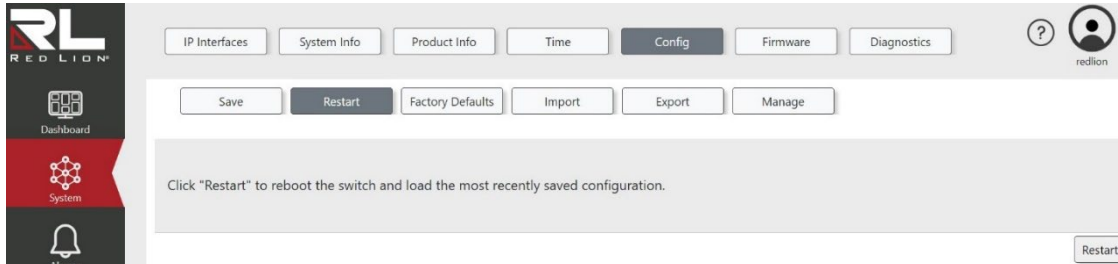 RL
RED LION®
IP Interfaces
System Info
Product Info
Time
Config
Firmware
Diagnostics
?
redlion
Save
Restart
Factory Defaults
Import
Export
Manage
Dashboard
System
Click "Restart" to reboot the switch and load the most recently saved configuration.
Restart